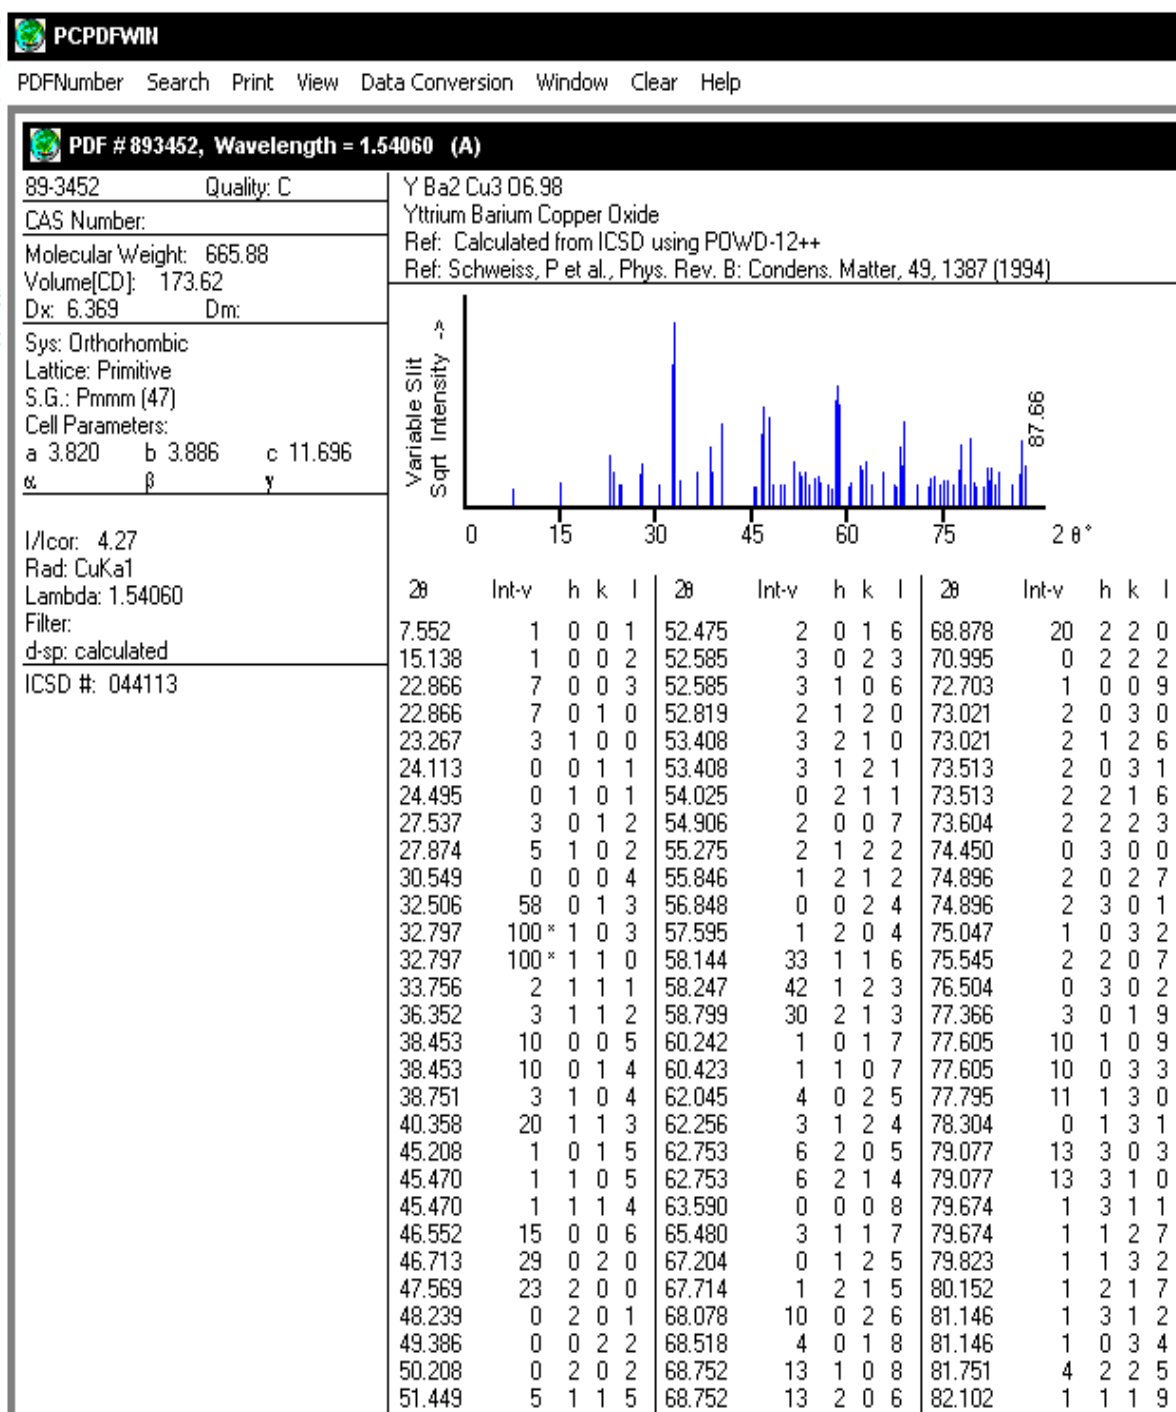 PCPDFWIN
PDFNumber Search Print View Data Conversion Window Clear Help
PDF # 893452, Wavelength = 1.54060 (A)
89-3452 Quality: C
CAS Number:
Molecular Weight: 665.88
Volume[CD]: 173.62
Dx: 6.369 Dm:
Sys: Orthorhombic
Lattice: Primitive
S.G.: Pmmm (47)
Cell Parameters:
a 3.820 b 3.886 c 11.696
α β γ
I/Icor: 4.27
Rad: CuKa1
Lambda: 1.54060
Filter:
d-sp: calculated
ICSD #: 044113
Y Ba2 Cu3 O6.98
Yttrium Barium Copper Oxide
Ref: Calculated from ICSD using POWD-12++
Ref: Schweiss, P et al., Phys. Rev. B: Condens. Matter, 49, 1387 (1994)
Variable Slit
Sqrt Intensity ->
87.66
0 15 30 45 60 75 2 θ °
2θ Int-v h k l 2θ Int-v h k l 2θ Int-v h k l
7.552 1 0 0 1 52.475 2 0 1 6 68.878 20 2 2 0
15.138 1 0 0 2 52.585 3 0 2 3 70.995 0 2 2 2
22.866 7 0 0 3 52.585 3 1 0 6 72.703 1 0 0 9
22.866 7 0 1 0 52.819 2 1 2 0 73.021 2 0 3 0
23.267 3 1 0 0 53.408 3 2 1 0 73.021 2 1 2 6
24.113 0 0 1 1 53.408 3 1 2 1 73.513 2 0 3 1
24.495 0 1 0 1 54.025 0 2 1 1 73.513 2 2 1 6
27.537 3 0 1 2 54.906 2 0 0 7 73.604 2 2 2 3
27.874 5 1 0 2 55.275 2 1 2 2 74.450 0 3 0 0
30.549 0 0 0 4 55.846 1 2 1 2 74.896 2 0 2 7
32.506 58 0 1 3 56.848 0 0 2 4 74.896 2 3 0 1
32.797 100 * 1 0 3 57.595 1 2 0 4 75.047 1 0 3 2
32.797 100 * 1 1 0 58.144 33 1 1 6 75.545 2 2 0 7
33.756 2 1 1 1 58.247 42 1 2 3 76.504 0 3 0 2
36.352 3 1 1 2 58.799 30 2 1 3 77.366 3 0 1 9
38.453 10 0 0 5 60.242 1 0 1 7 77.605 10 1 0 9
38.453 10 0 1 4 60.423 1 1 0 7 77.605 10 0 3 3
38.751 3 1 0 4 62.045 4 0 2 5 77.795 11 1 3 0
40.358 20 1 1 3 62.256 3 1 2 4 78.304 0 1 3 1
45.208 1 0 1 5 62.753 6 2 0 5 79.077 13 3 0 3
45.470 1 1 0 5 62.753 6 2 1 4 79.077 13 3 1 0
45.470 1 1 1 4 63.590 0 0 0 8 79.674 1 3 1 1
46.552 15 0 0 6 65.480 3 1 1 7 79.674 1 1 2 7
46.713 29 0 2 0 67.204 0 1 2 5 79.823 1 1 3 2
47.569 23 2 0 0 67.714 1 2 1 5 80.152 1 2 1 7
48.239 0 2 0 1 68.078 10 0 2 6 81.146 1 3 1 2
49.386 0 0 2 2 68.518 4 0 1 8 81.146 1 0 3 4
50.208 0 2 0 2 68.752 13 1 0 8 81.751 4 2 2 5
51.449 5 1 1 5 68.752 13 2 0 6 82.102 1 1 1 9